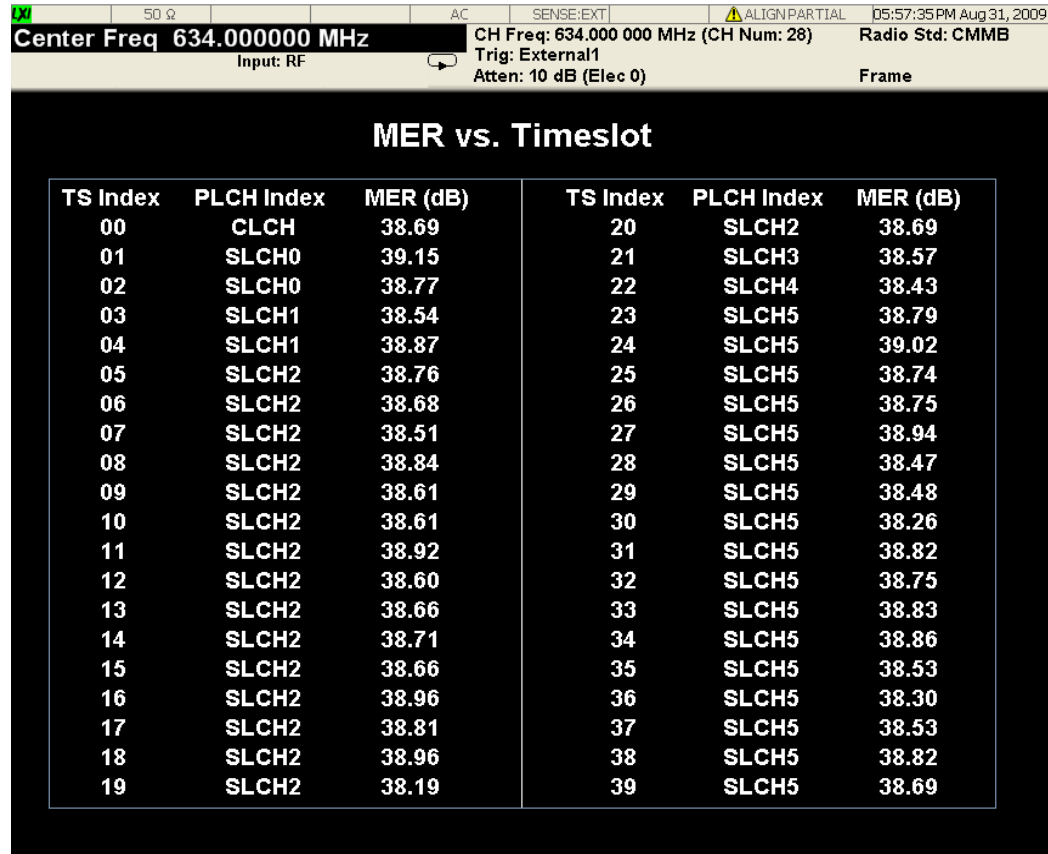 LXI 50 Ω AC SENSE:EXT ALIGN PARTIAL 05:57:35 PM Aug 31, 2009
Center Freq 634.000000 MHz CH Freq: 634.000 000 MHz (CH Num: 28) Radio Std: CMMB
Input: RF Trig: External1
Atten: 10 dB (Elec 0) Frame
MER vs. Timeslot
TS Index PLCH Index MER (dB) TS Index PLCH Index MER (dB)
00 CLCH 38.69 20 SLCH2 38.69
01 SLCH0 39.15 21 SLCH3 38.57
02 SLCH0 38.77 22 SLCH4 38.43
03 SLCH1 38.54 23 SLCH5 38.79
04 SLCH1 38.87 24 SLCH5 39.02
05 SLCH2 38.76 25 SLCH5 38.74
06 SLCH2 38.68 26 SLCH5 38.75
07 SLCH2 38.51 27 SLCH5 38.94
08 SLCH2 38.84 28 SLCH5 38.47
09 SLCH2 38.61 29 SLCH5 38.48
10 SLCH2 38.61 30 SLCH5 38.26
11 SLCH2 38.92 31 SLCH5 38.82
12 SLCH2 38.60 32 SLCH5 38.75
13 SLCH2 38.66 33 SLCH5 38.83
14 SLCH2 38.71 34 SLCH5 38.86
15 SLCH2 38.66 35 SLCH5 38.53
16 SLCH2 38.96 36 SLCH5 38.30
17 SLCH2 38.81 37 SLCH5 38.53
18 SLCH2 38.96 38 SLCH5 38.82
19 SLCH2 38.19 39 SLCH5 38.69